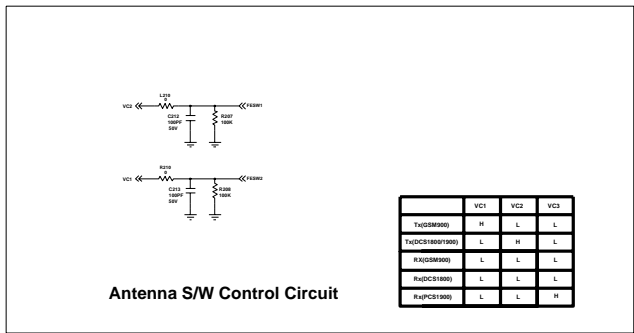 L210
0
VC2
FESW1
C212
100PF
50V
R207
100K
R210
0
VC1
FESW2
C213
100PF
50V
R208
100K
VC1 VC2 VC3
Tx(GSM900) H L L
Tx(DCS1800/1900) L H L
RX(GSM900) L L L
Rx(DCS1800) L L L
Rx(PCS1900) L L H
Antenna S/W Control Circuit